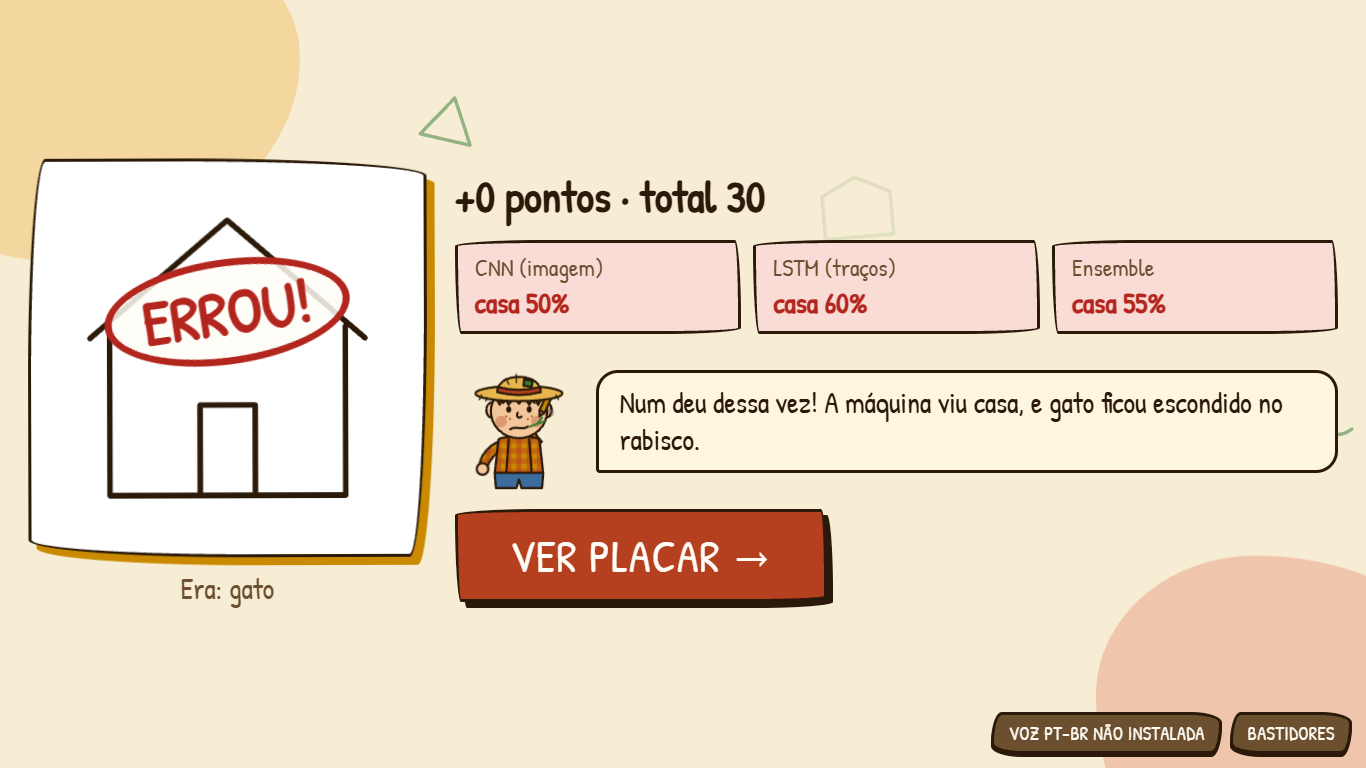 ERROU!
Era: gato
+0 pontos · total 30
CNN (imagem)
casa 50%
LSTM (traços)
casa 60%
Ensemble
casa 55%
Num deu dessa vez! A máquina viu casa, e gato ficou escondido no
rabisco.
VER PLACAR →
VOZ PT-BR NÃO INSTALADA
BASTIDORES